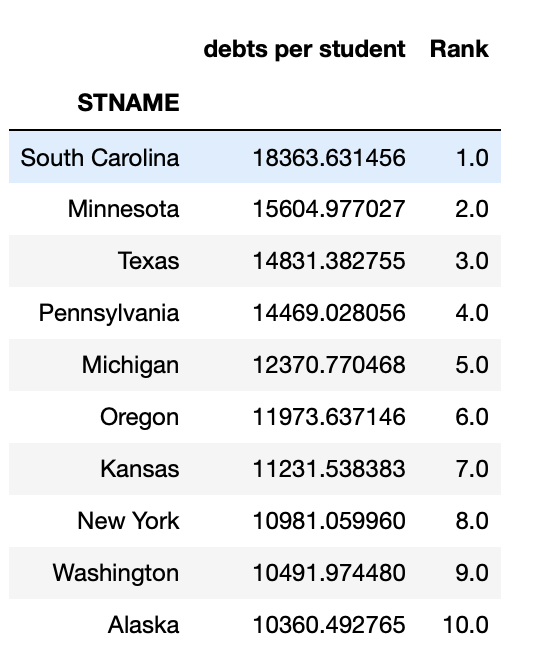 debts per student Rank
STNAME
South Carolina 18363.631456 1.0
Minnesota 15604.977027 2.0
Texas 14831.382755 3.0
Pennsylvania 14469.028056 4.0
Michigan 12370.770468 5.0
Oregon 11973.637146 6.0
Kansas 11231.538383 7.0
New York 10981.059960 8.0
Washington 10491.974480 9.0
Alaska 10360.492765 10.0